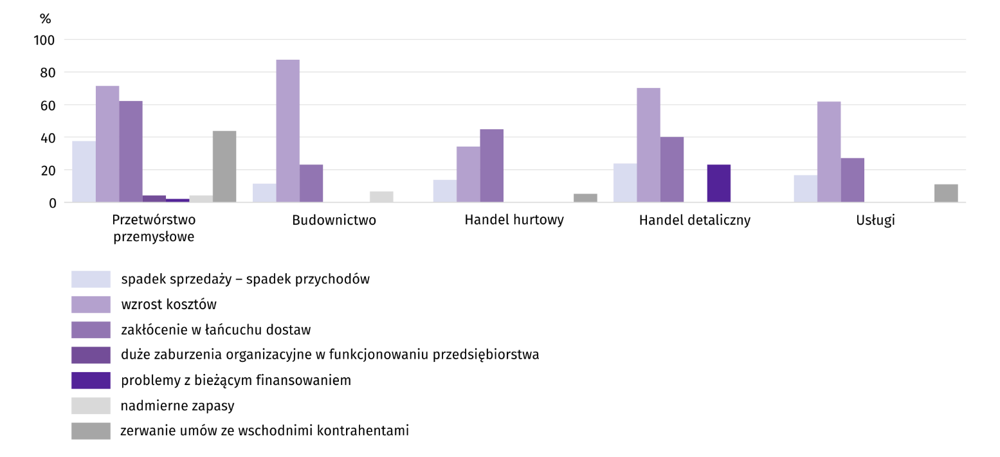 %
100
80
60
40
20
0
Przetwórstwo
przemysłowe
Budownictwo
Handel hurtowy
Handel detaliczny
Usługi
spadek sprzedaży – spadek przychodów
wzrost kosztów
zakłócenie w łańcuchu dostaw
duże zaburzenia organizacyjne w funkcjonowaniu przedsiębiorstwa
problemy z bieżącym finansowaniem
nadmierne zapasy
zerwanie umów ze wschodnimi kontrahentami